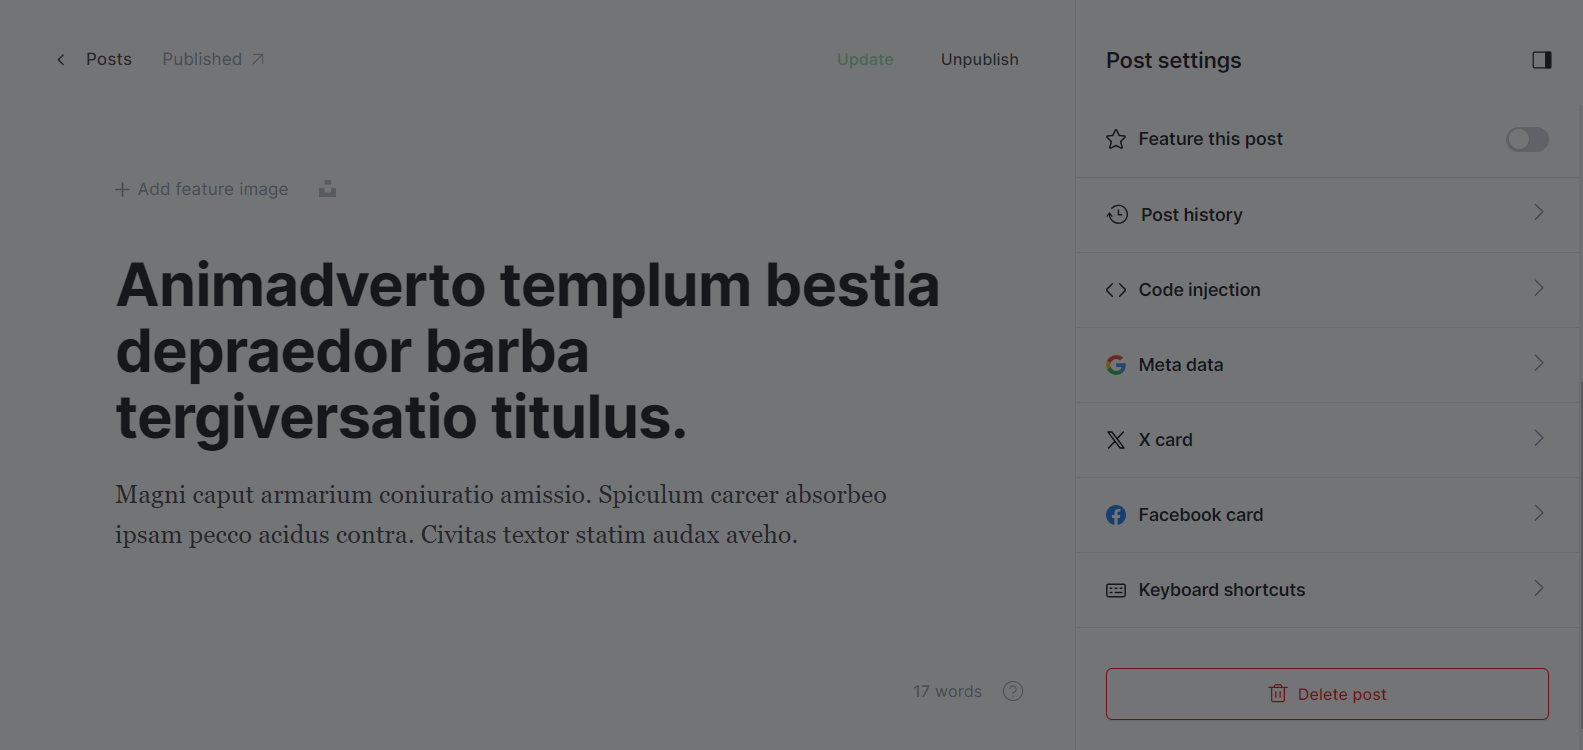 Posts
Published
Update
Unpublish
Add feature image
Animadverto templum bestia
depraedor barba
tergiversatio titulus.
Magni caput armarium coniuratio amissio. Spiculum carcer absorbeo
ipsam pecco acidus contra. Civitas textor statim audax aveho.
17 words
Post settings
Feature this post
Post history
Code injection
Meta data
X card
Facebook card
Keyboard shortcuts
Delete post